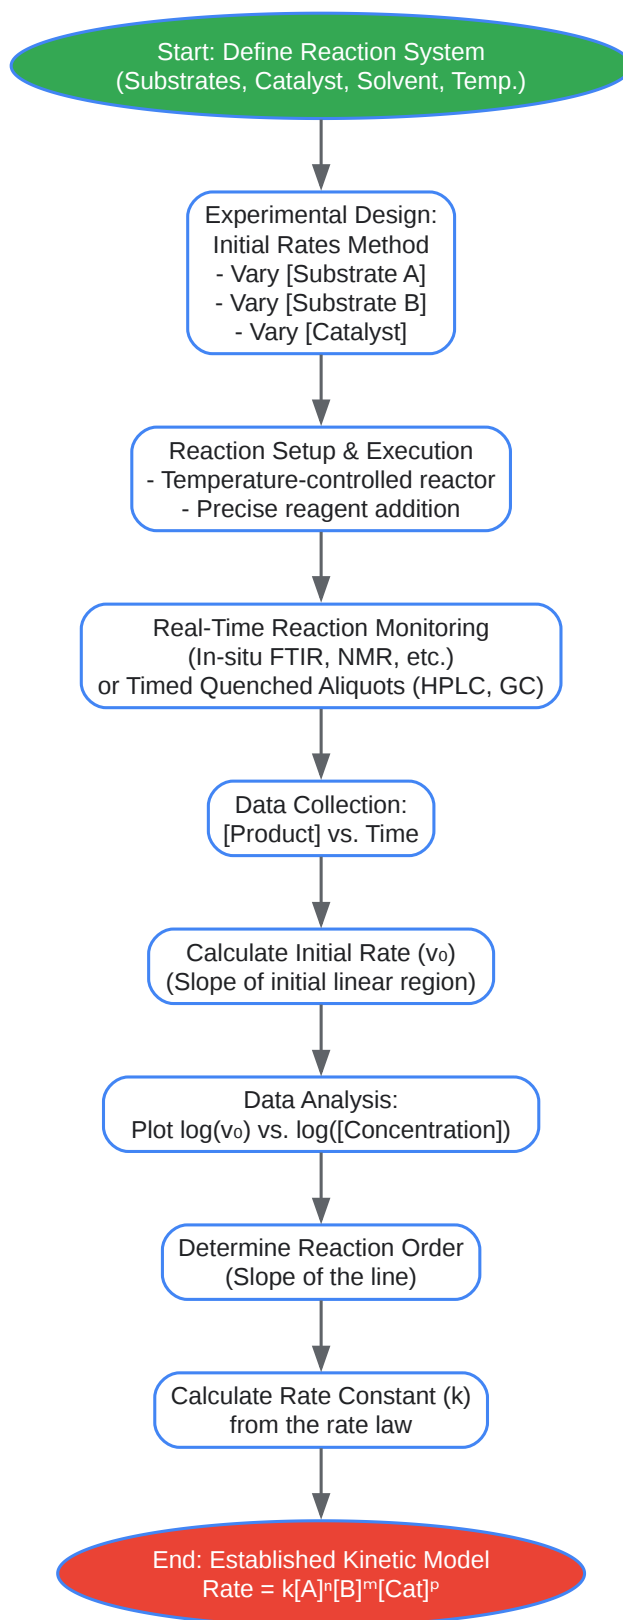 Start: Define Reaction System
(Substrates, Catalyst, Solvent, Temp.)
Experimental Design:
Initial Rates Method
- Vary [Substrate A]
- Vary [Substrate B]
- Vary [Catalyst]
Reaction Setup & Execution
- Temperature-controlled reactor
- Precise reagent addition
Real-Time Reaction Monitoring
(In-situ FTIR, NMR, etc.)
or Timed Quenched Aliquots (HPLC, GC)
Data Collection:
[Product] vs. Time
Calculate Initial Rate (v₀)
(Slope of initial linear region)
Data Analysis:
Plot log(v₀) vs. log([Concentration])
Determine Reaction Order
(Slope of the line)
Calculate Rate Constant (k)
from the rate law
End: Established Kinetic Model
Rate = k[A]ⁿ[B]ᵐ[Cat]ᵖ